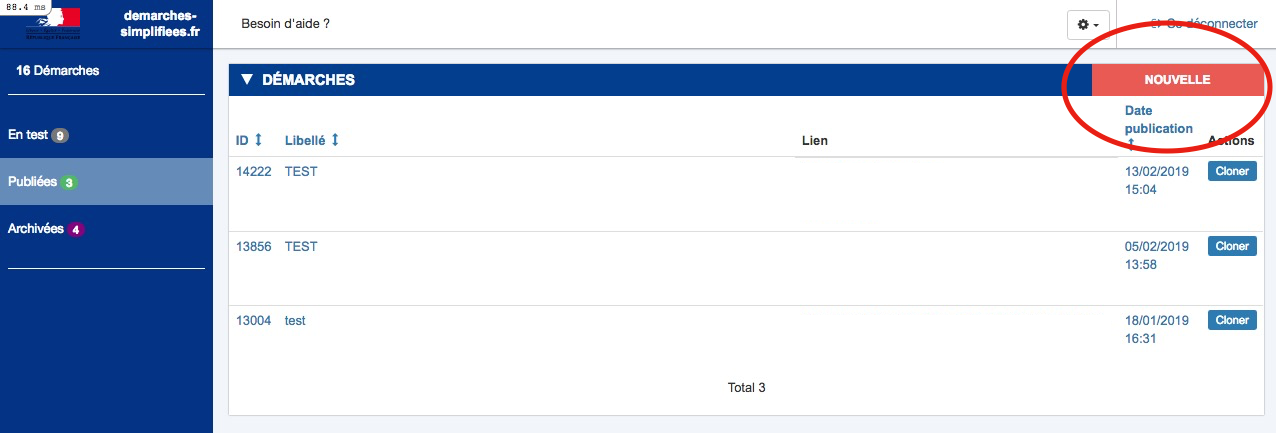 88.4 ms
demarches-
simplifiees.fr
Besoin d'aide ?
Se déconnecter
16 Démarches
En test 9
Publiées 3
Archivées 4
▼ DÉMARCHES
NOUVELLE
ID Libellé Lien Date publication Actions
14222 TEST 13/02/2019 15:04 Cloner
13856 TEST 05/02/2019 13:58 Cloner
13004 test 18/01/2019 16:31 Cloner
Total 3